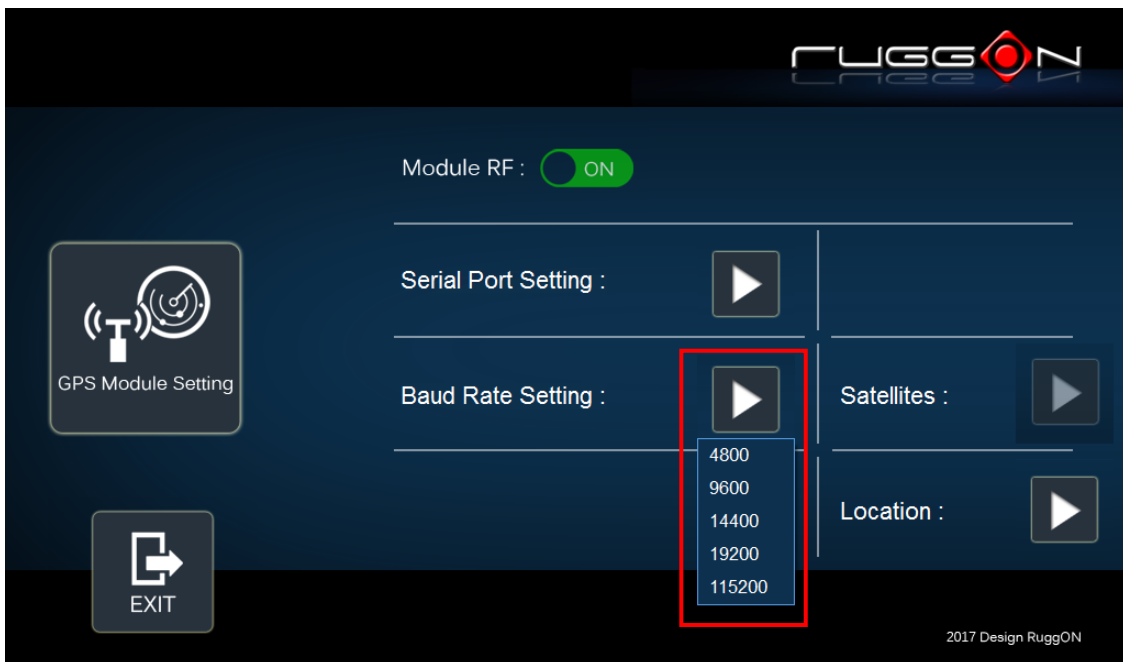 ruggON
Module RF : ON
Serial Port Setting :
GPS Module Setting
Baud Rate Setting :
Satellites :
4800
9600
14400
19200
115200
Location :
EXIT
2017 Design RuggON